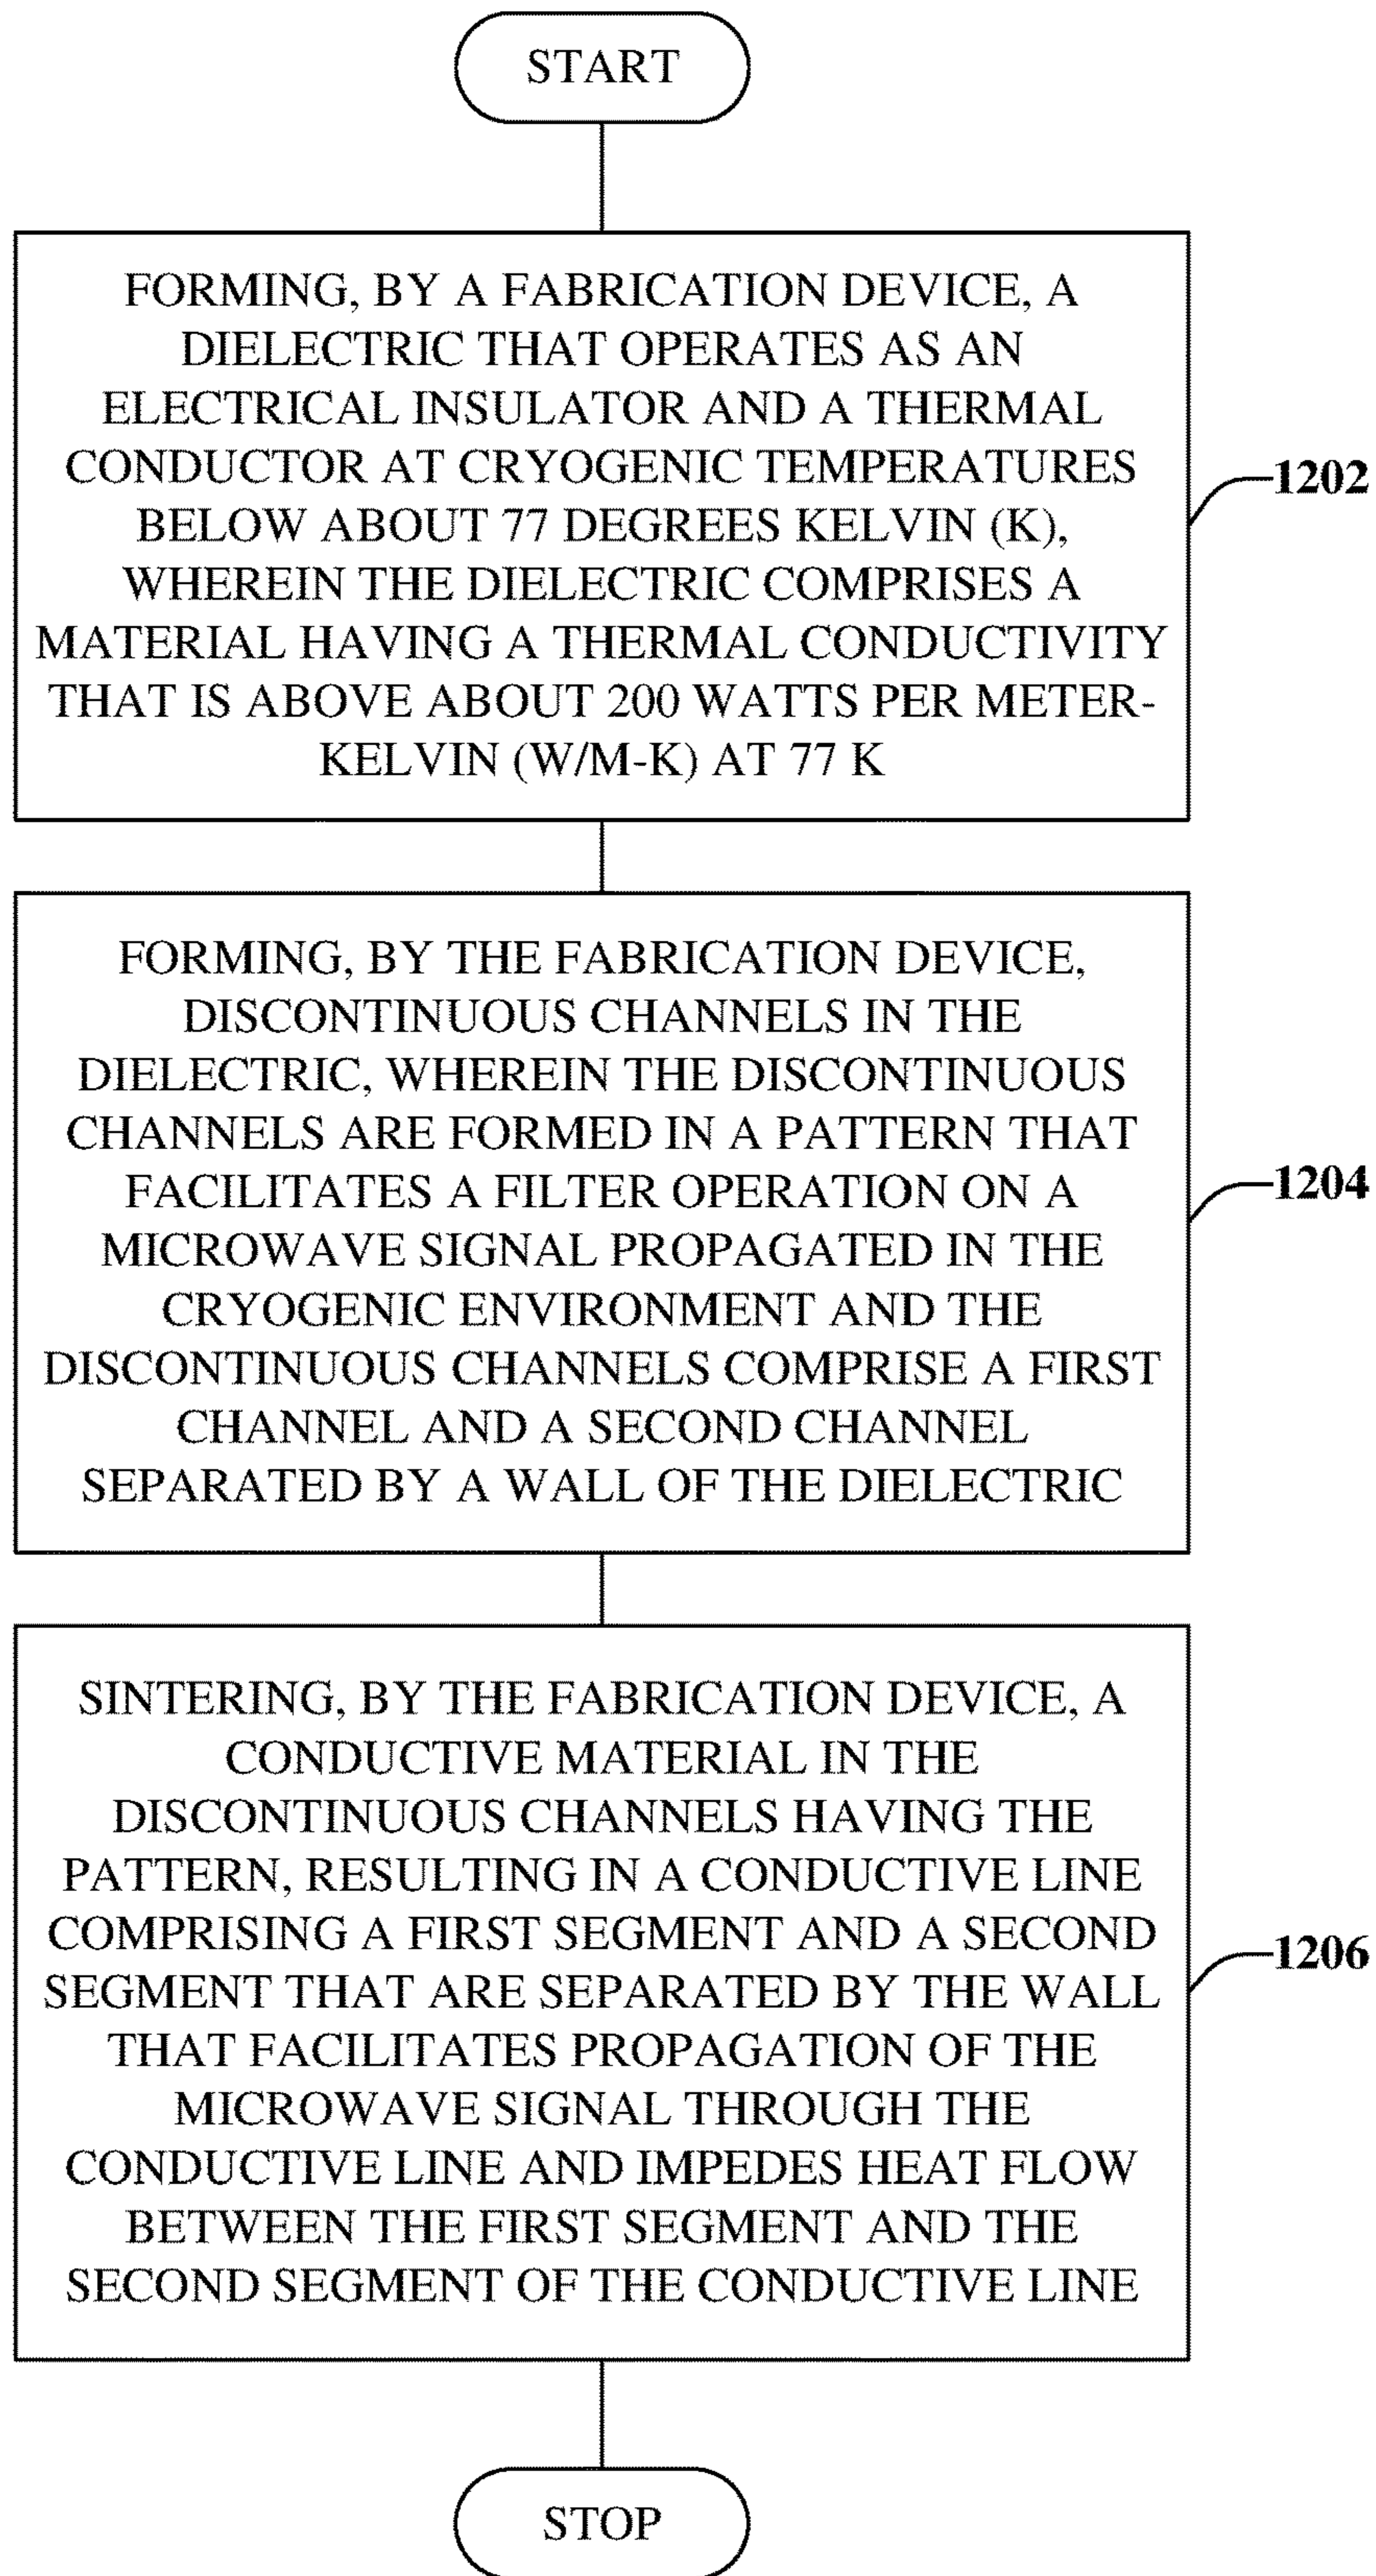 START
FORMING, BY A FABRICATION DEVICE, A
DIELECTRIC THAT OPERATES AS AN
ELECTRICAL INSULATOR AND A THERMAL
CONDUCTOR AT CRYOGENIC TEMPERATURES
BELOW ABOUT 77 DEGREES KELVIN (K),
WHEREIN THE DIELECTRIC COMPRISES A
MATERIAL HAVING A THERMAL CONDUCTIVITY
THAT IS ABOVE ABOUT 200 WATTS PER METER-
KELVIN (W/M-K) AT 77 K
1202
FORMING, BY THE FABRICATION DEVICE,
DISCONTINUOUS CHANNELS IN THE
DIELECTRIC, WHEREIN THE DISCONTINUOUS
CHANNELS ARE FORMED IN A PATTERN THAT
FACILITATES A FILTER OPERATION ON A
MICROWAVE SIGNAL PROPAGATED IN THE
CRYOGENIC ENVIRONMENT AND THE
DISCONTINUOUS CHANNELS COMPRISE A FIRST
CHANNEL AND A SECOND CHANNEL
SEPARATED BY A WALL OF THE DIELECTRIC
1204
SINTERING, BY THE FABRICATION DEVICE, A
CONDUCTIVE MATERIAL IN THE
DISCONTINUOUS CHANNELS HAVING THE
PATTERN, RESULTING IN A CONDUCTIVE LINE
COMPRISING A FIRST SEGMENT AND A SECOND
SEGMENT THAT ARE SEPARATED BY THE WALL
THAT FACILITATES PROPAGATION OF THE
MICROWAVE SIGNAL THROUGH THE
CONDUCTIVE LINE AND IMPEDES HEAT FLOW
BETWEEN THE FIRST SEGMENT AND THE
SECOND SEGMENT OF THE CONDUCTIVE LINE
1206
STOP